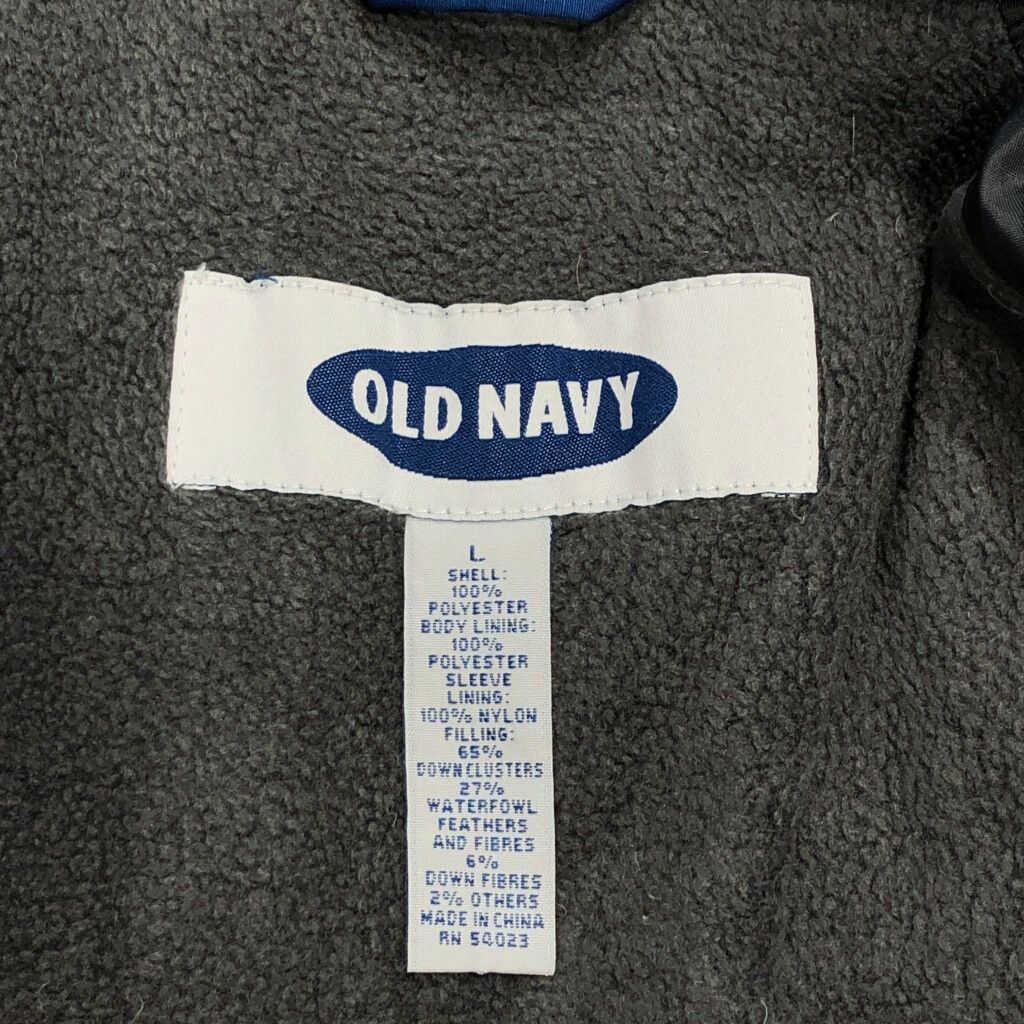 OLD NAVY
L
SHELL:
100%
POLYESTER
BODY LINING:
100%
POLYESTER
SLEEVE
LINING:
100% NYLON
FILLING:
65%
DOWN CLUSTERS
27%
WATERFOWL
FEATHERS
AND FIBRES
6%
DOWN FIBRES
2% OTHERS
MADE IN CHINA
RN 54023